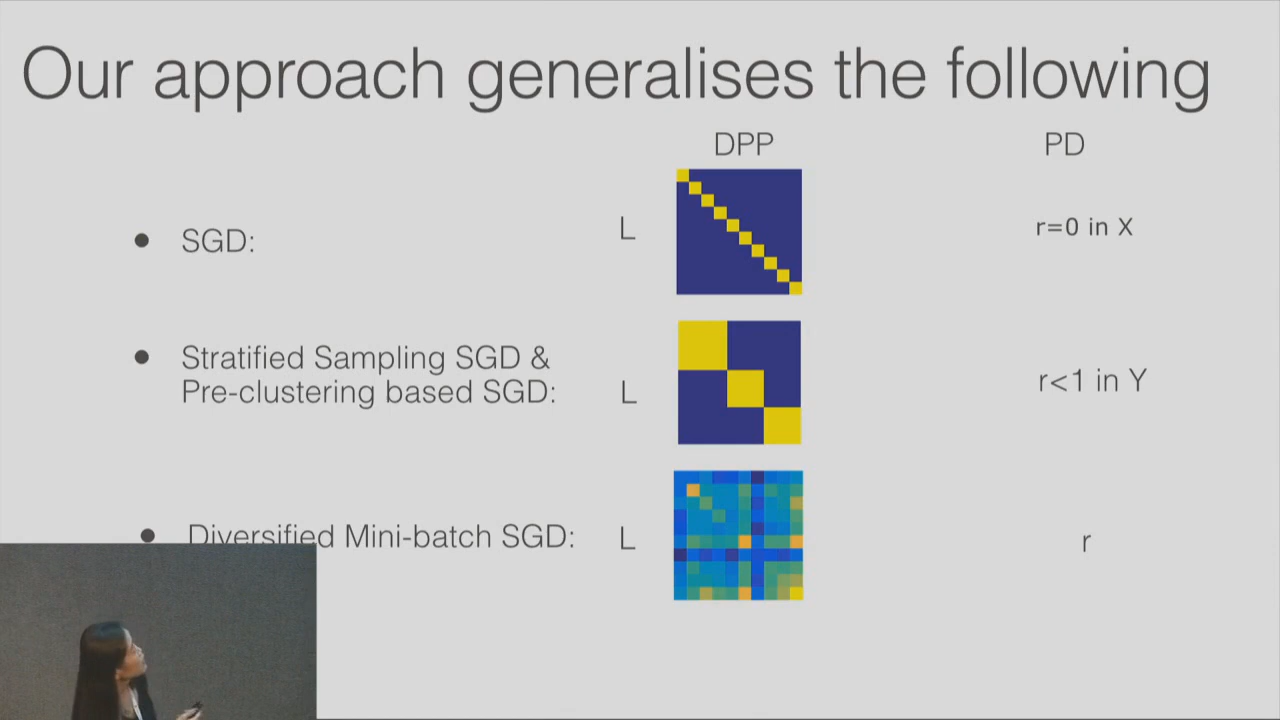 Our approach generalises the following
DPP
PD
SGD:
L
r=0 in X
Stratified Sampling SGD &
Pre-clustering based SGD:
L
r<1 in Y
Diversified Mini-batch SGD:
L
r